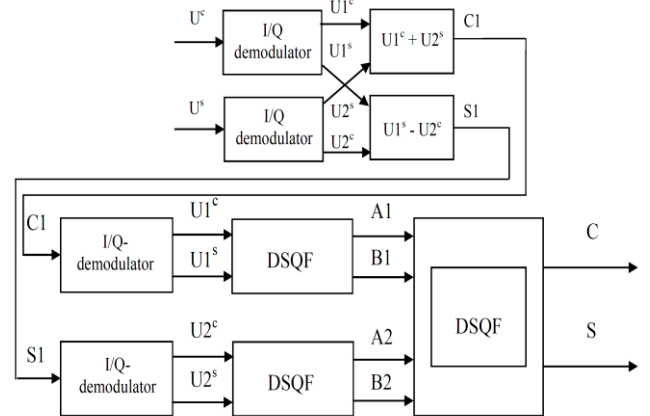 U^c
I/Q
demodulator
U1^c
U1^s
U1^c + U2^s
C1
U^s
I/Q
demodulator
U2^s
U2^c
U1^s - U2^c
S1
C1
I/Q-
demodulator
U1^c
U1^s
DSQF
A1
B1
DSQF
C
S
S1
I/Q-
demodulator
U2^c
U2^s
DSQF
A2
B2